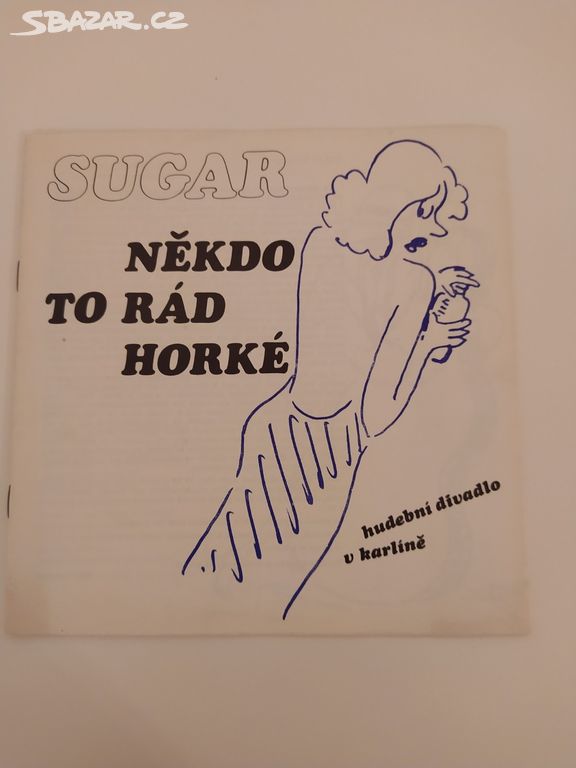 SBAZAR.CZ
SUGAR
NĚKDO
TO RÁD
HORKÉ
hudební divadlo
v karlíně